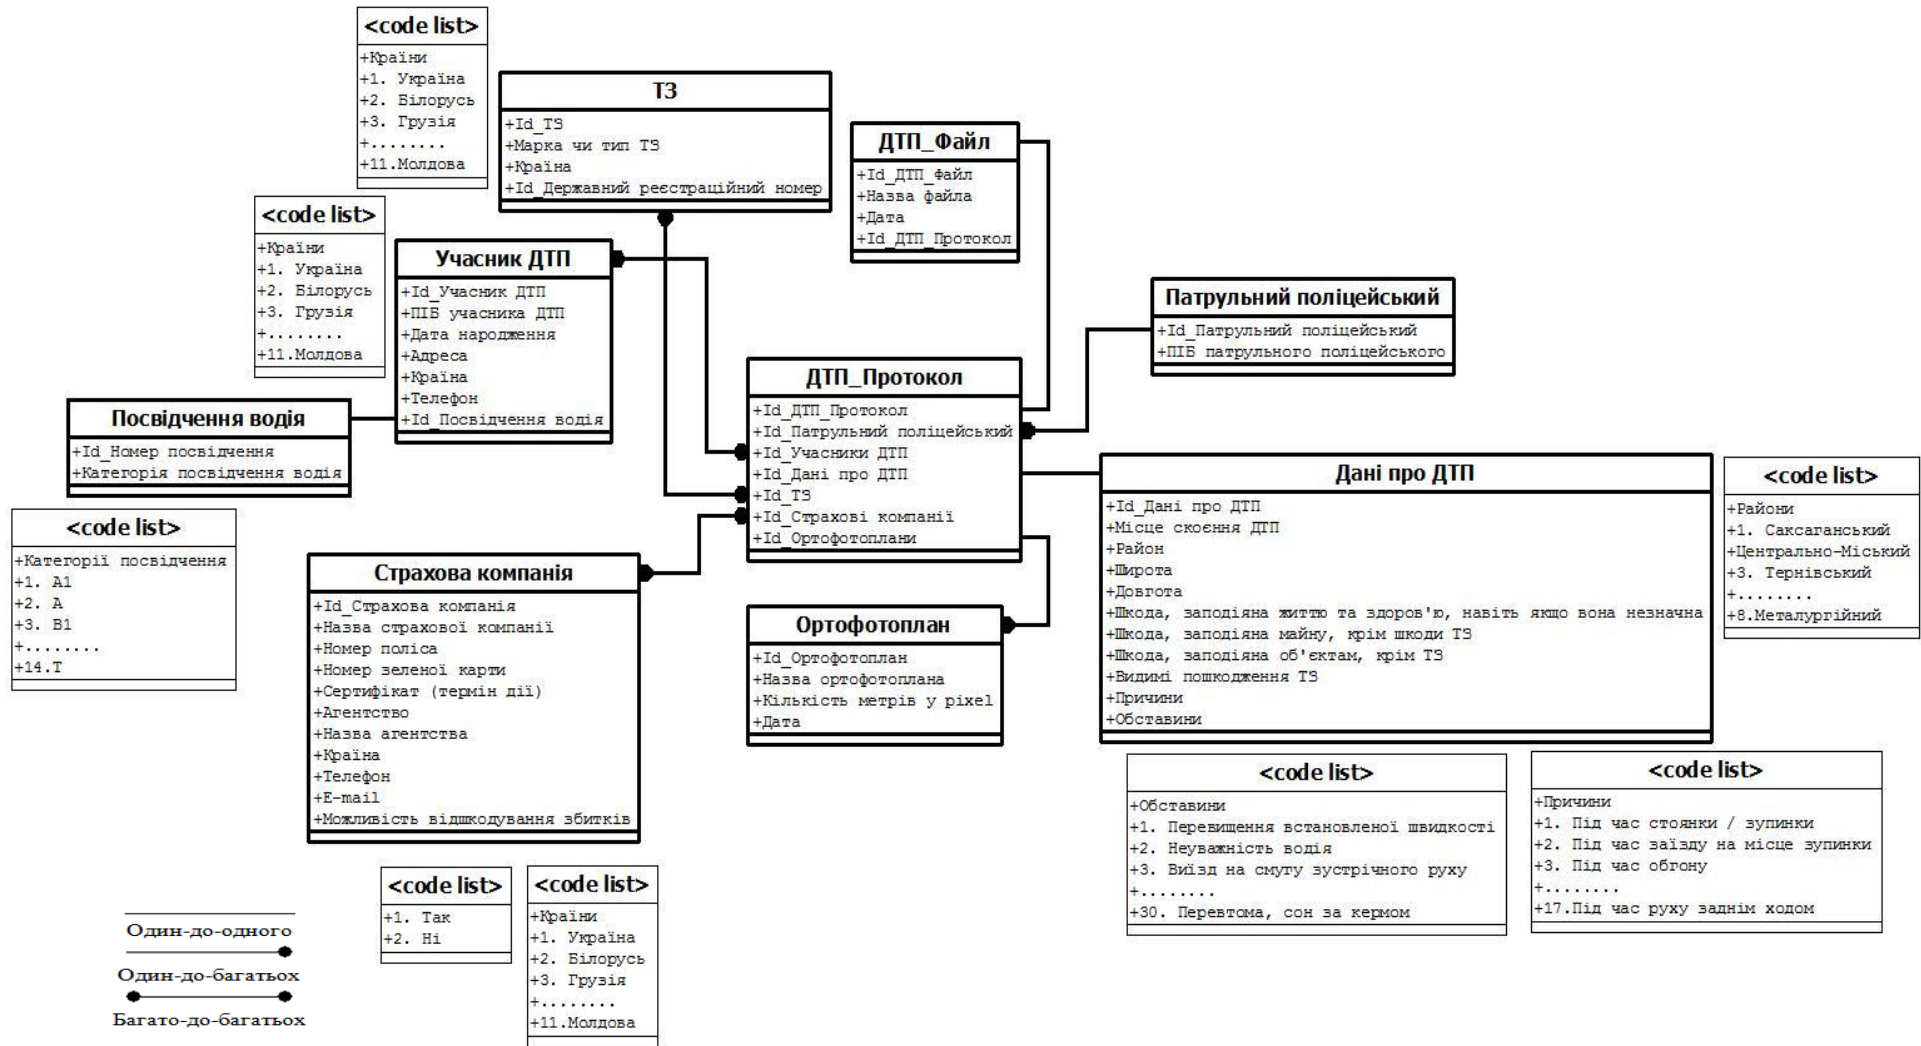 <code list>
+Країни
+1. Україна
+2. Білорусь
+3. Грузія
+........
+11.Молдова
ТЗ
+Id_ТЗ
+Марка чи тип ТЗ
+Країна
+Id_Державний реєстраційний номер
ДТП_Файл
+Id_ДТП_Файл
+Назва файла
+Дата
+Id_ДТП_Протокол
<code list>
+Країни
+1. Україна
+2. Білорусь
+3. Грузія
+........
+11.Молдова
Учасник ДТП
+Id_Учасник ДТП
+ПІБ учасника ДТП
+Дата народження
+Адреса
+Країна
+Телефон
+Id_Посвідчення водія
Патрульний поліцейський
+Id_Патрульний поліцейський
+ПІБ патрульного поліцейського
Посвідчення водія
+Id_Номер посвідчення
+Категорія посвідчення водія
ДТП_Протокол
+Id_ДТП_Протокол
+Id_Патрульний поліцейський
+Id_Учасники ДТП
+Id_Дані про ДТП
+Id_ТЗ
+Id_Страхові компанії
+Id_Ортофотоплани
Дані про ДТП
+Id_Дані про ДТП
+Місце скоєння ДТП
+Район
+Широта
+Довгота
+Шкода, заподіяна життю та здоров'ю, навіть якщо вона незначна
+Шкода, заподіяна майну, крім шкоди ТЗ
+Шкода, заподіяна об'єктам, крім ТЗ
+Видимі пошкодження ТЗ
+Причини
+Обставини
<code list>
+Райони
+1. Саксаганський
+Центрально-Міський
+3. Тернівський
+........
+8.Металургійний
<code list>
+Категорії посвідчення
+1. А1
+2. А
+3. В1
+........
+14.Т
Страхова компанія
+Id_Страхова компанія
+Назва страхової компанії
+Номер поліса
+Номер зеленої карти
+Сертифікат (термін дії)
+Агентство
+Назва агентства
+Країна
+Телефон
+E-mail
+Можливість відшкодування збитків
Ортофотоплан
+Id_Ортофотоплан
+Назва ортофотоплана
+Кількість метрів у pixel
+Дата
<code list>
+Обставини
+1. Перевищення встановленої швидкості
+2. Неуважність водія
+3. Виїзд на смугу зустрічного руху
+........
+30. Перевтома, сон за кермом
<code list>
+Причини
+1. Під час стоянки / зупинки
+2. Під час заїзду на місце зупинки
+3. Під час обгону
+........
+17.Під час руху заднім ходом
<code list>
+1. Так
+2. Ні
<code list>
+Країни
+1. Україна
+2. Білорусь
+3. Грузія
+........
+11.Молдова
Один-до-одного
Один-до-багатьох
Багато-до-багатьох